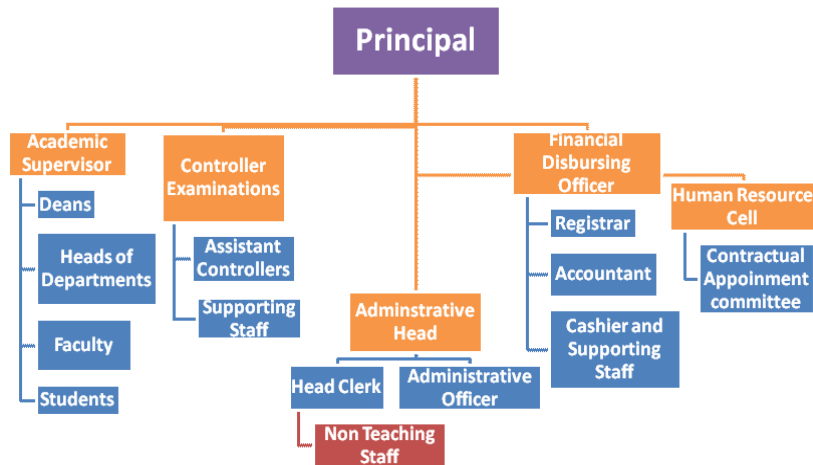 Principal
Academic
Supervisor
Deans
Heads of
Departments
Faculty
Students
Controller
Examinations
Assistant
Controllers
Supporting
Staff
Adminstrative
Head
Head Clerk
Administrative
Officer
Non Teaching
Staff
Financial
Disbursing
Officer
Registrar
Accountant
Cashier and
Supporting
Staff
Human Resource
Cell
Contractual
Appoinment
committee